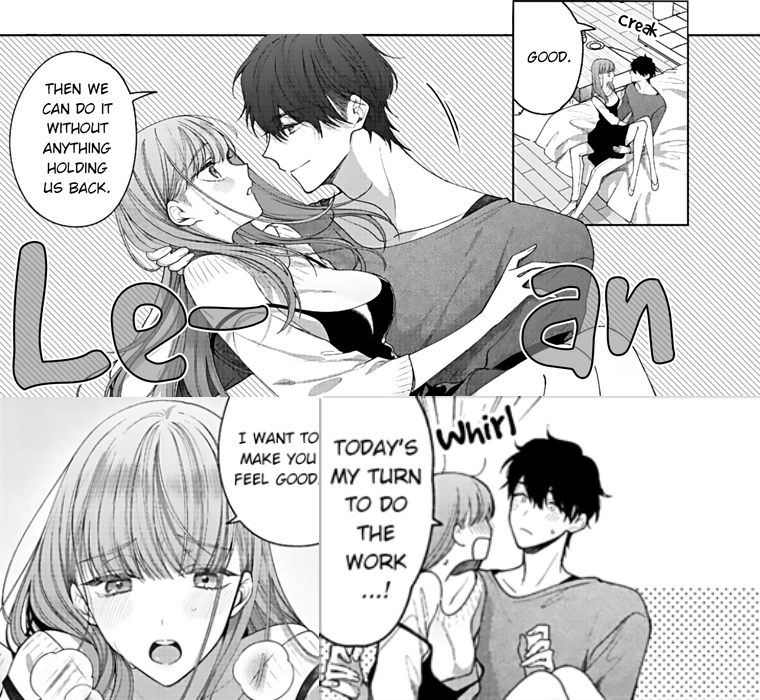 GOOD.
Creak
THEN WE
CAN DO IT
WITHOUT
ANYTHING
HOLDING
US BACK.
Le-an
I WANT TO
MAKE YOU
FEEL GOOD.
Whirl
TODAY'S
MY TURN
TO DO
THE
WORK
...!